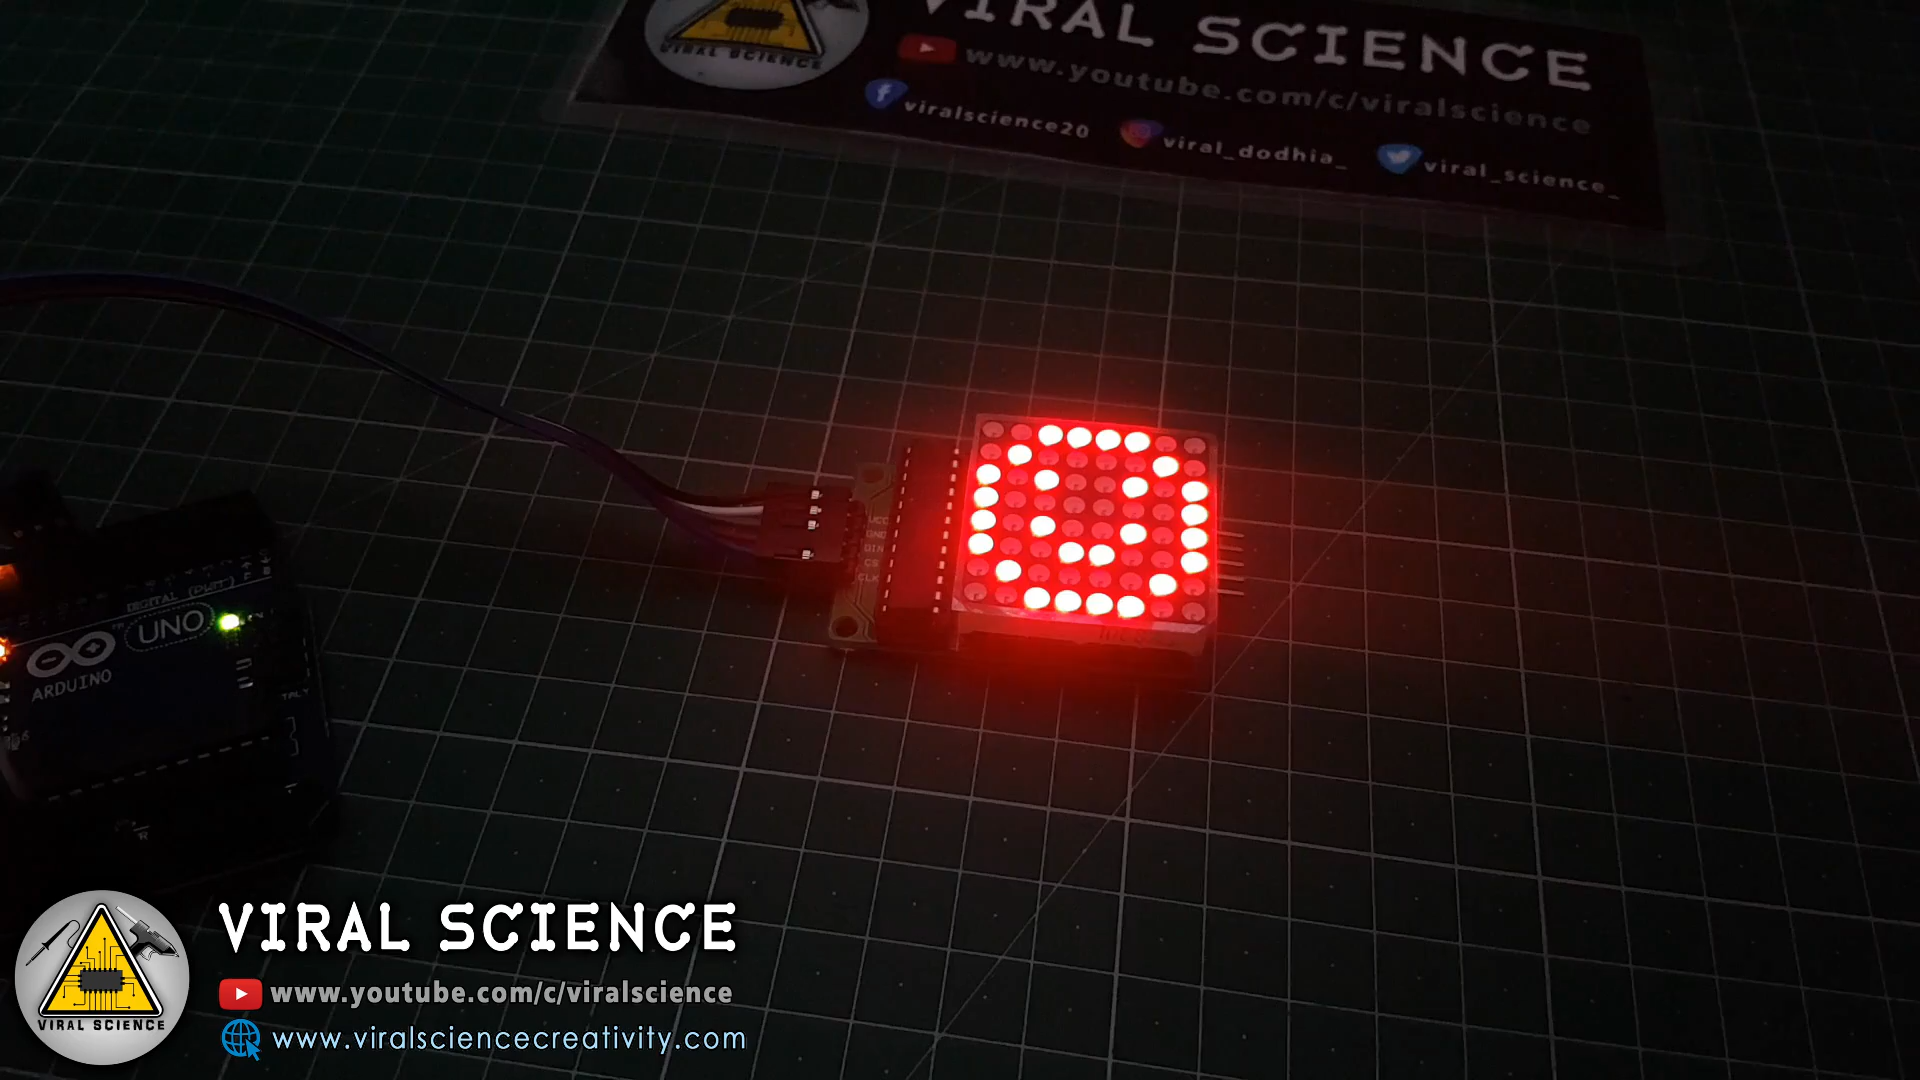 VIRAL SCIENCE
VIRAL SCIENCE
www.youtube.com/c/viralscience
viralscience20
viral_dodhia_
viral_science_
VCC
GND
DIN
CS
CLK
DIGITAL (PWM~)
UNO
ARDUINO
VIRAL SCIENCE
VIRAL SCIENCE
www.youtube.com/c/viralscience
www.viralsciencecreativity.com